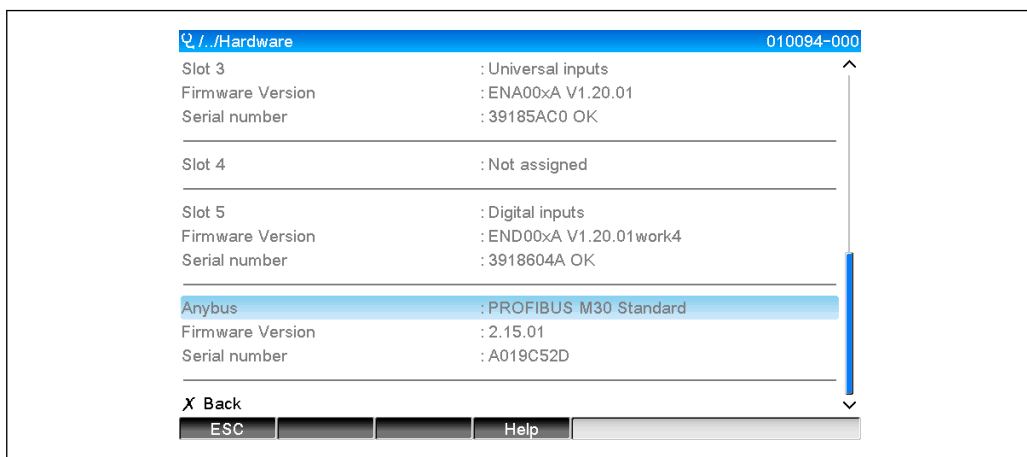 /../Hardware 010094-000
Slot 3 : Universal inputs
Firmware Version : ENA00xA V1.20.01
Serial number : 39185AC0 OK
Slot 4 : Not assigned
Slot 5 : Digital inputs
Firmware Version : END00xA V1.20.01work4
Serial number : 3918604A OK
Anybus : PROFIBUS M30 Standard
Firmware Version : 2.15.01
Serial number : A019C52D
X Back
ESC Help